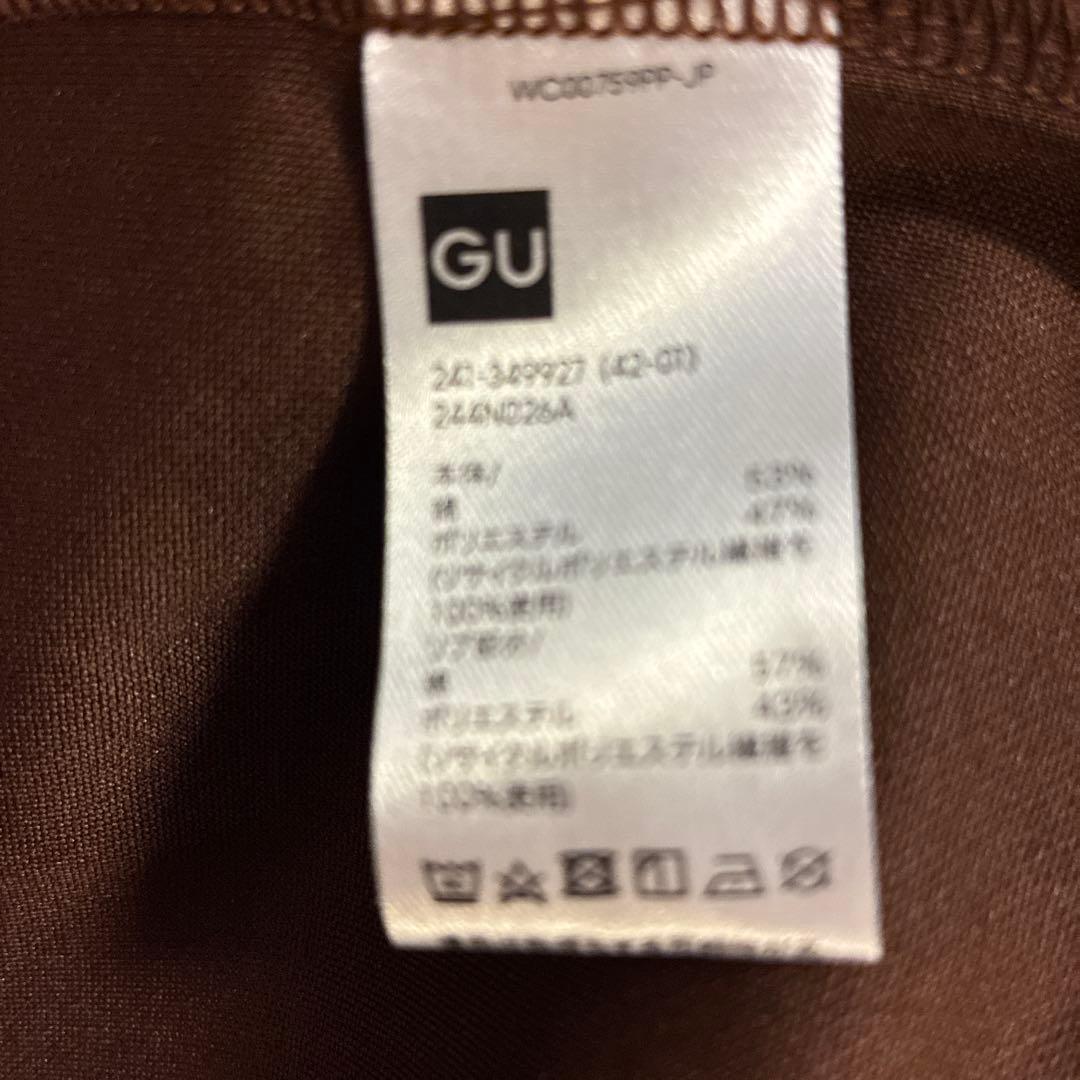 WC00759PP-JP
GU
241-349927 (42-01)
244N026A
本体/
綿 53%
ポリエステル 47%
(リサイクルポリエステル繊維を
100%使用)
リブ部分/
綿 57%
ポリエステル 43%
(リサイクルポリエステル繊維を
100%使用)